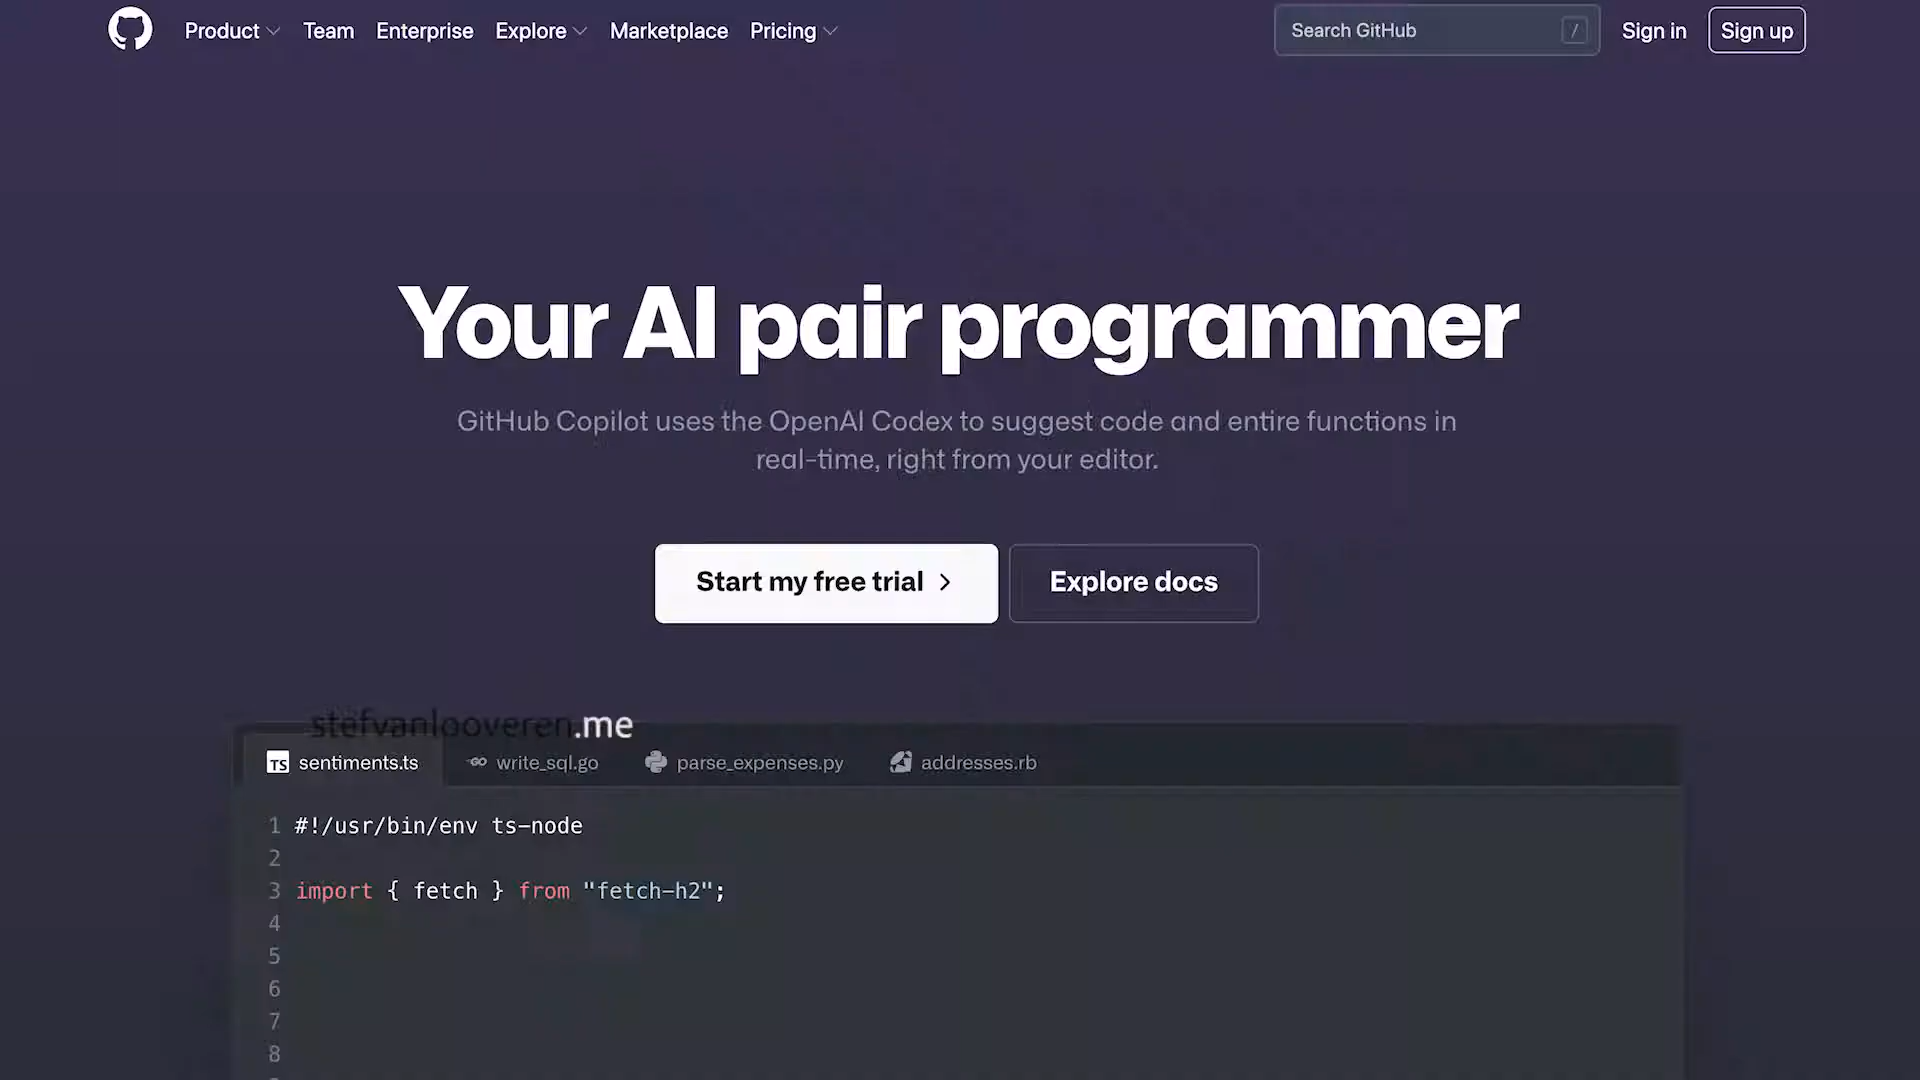 Product Team Enterprise Explore Marketplace Pricing Search GitHub / Sign in Sign up
Your AI pair programmer
GitHub Copilot uses the OpenAI Codex to suggest code and entire functions in
real-time, right from your editor.
Start my free trial Explore docs
stefvanlooveren.me
TS sentiments.ts GO write_sql.go parse_expenses.py addresses.rb
1 #!/usr/bin/env ts-node
2
3 import { fetch } from "fetch-h2";
4
5
6
7
8